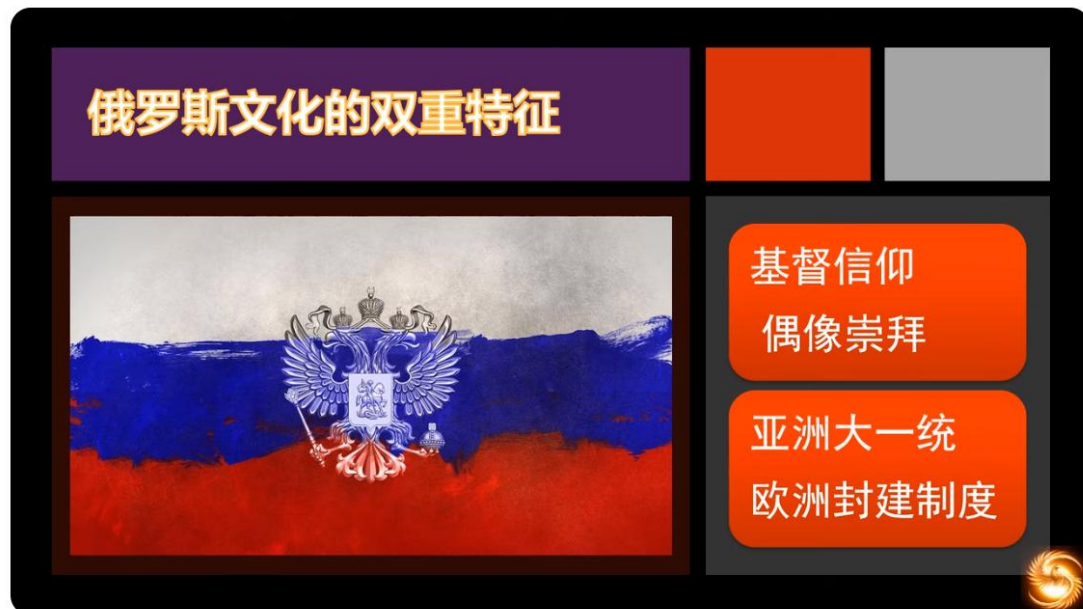 俄罗斯文化的双重特征
基督信仰
偶像崇拜
亚洲大一统
欧洲封建制度